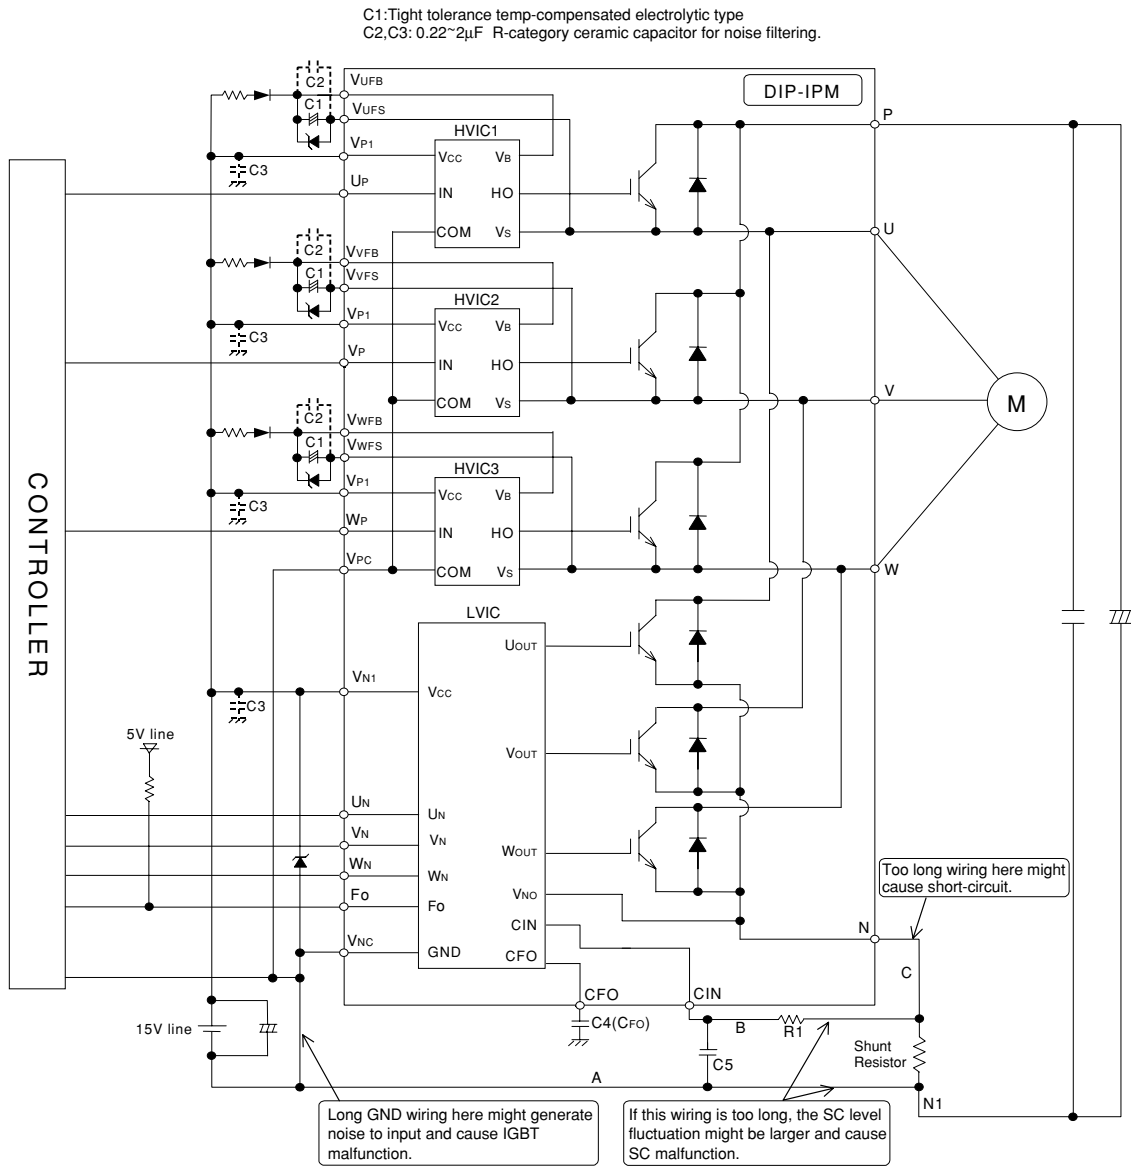 C1:Tight tolerance temp-compensated electrolytic type
C2,C3: 0.22~2μF R-category ceramic capacitor for noise filtering.
DIP-IPM
C2
VUFB
P
C1
VUFS
HVIC1
VP1
VCC
VB
C3
UP
IN
HO
COM
VS
U
C2
VVFB
C1
VVFS
HVIC2
VP1
VCC
VB
C3
VP
IN
HO
COM
VS
V
M
C2
VWFB
C1
VWFS
HVIC3
VP1
VCC
VB
C3
WP
IN
HO
VPC
COM
VS
W
CONTROLLER
LVIC
UOUT
VN1
VCC
C3
5V line
VOUT
UN
UN
VN
VN
WN
WN
WOUT
Fo
Fo
VNO
CIN
VNC
GND
CFO
Too long wiring here might
cause short-circuit.
N
C
CFO
CIN
C4(CFO)
B
R1
15V line
C5
Shunt
Resistor
A
N1
Long GND wiring here might generate
noise to input and cause IGBT
malfunction.
If this wiring is too long, the SC level
fluctuation might be larger and cause
SC malfunction.